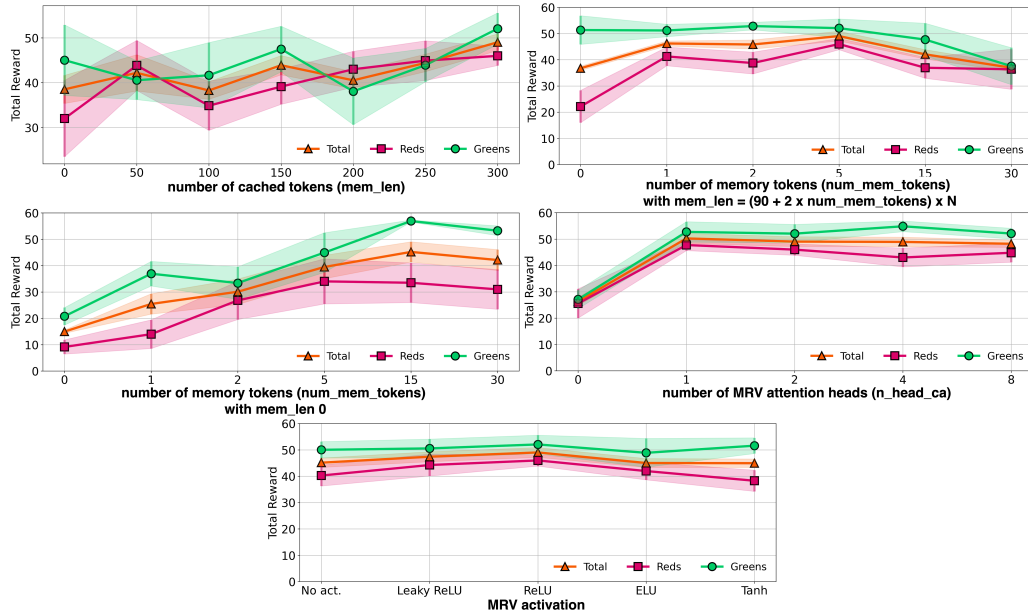 Total Reward
50
40
30
0 50 100 150 200 250 300
Total Reds Greens
number of cached tokens (mem_len)
Total Reward
60
50
40
30
20
10
0
0 1 2 5 15 30
Total Reds Greens
number of memory tokens (num_mem_tokens)
with mem_len = (90 + 2 x num_mem_tokens) x N
Total Reward
60
50
40
30
20
10
0
0 1 2 5 15 30
Total Reds Greens
number of memory tokens (num_mem_tokens)
with mem_len 0
Total Reward
60
50
40
30
20
10
0
0 1 2 4 8
Total Reds Greens
number of MRV attention heads (n_head_ca)
Total Reward
60
50
40
30
20
10
0
No act. Leaky ReLU ReLU ELU Tanh
Total Reds Greens
MRV activation